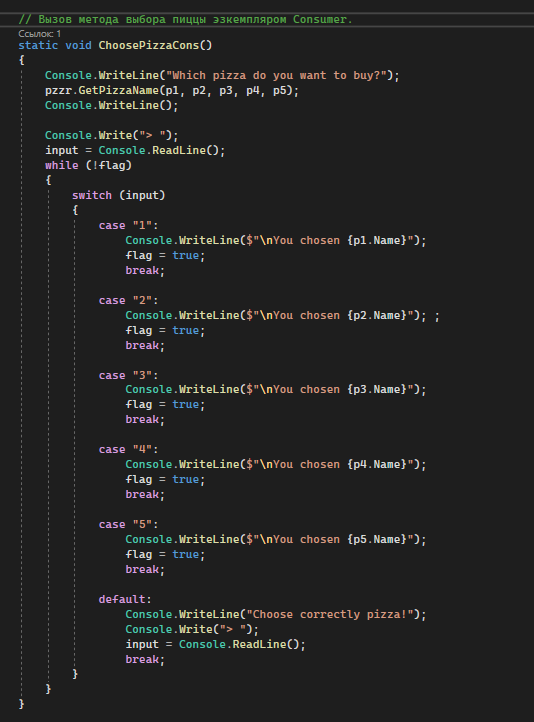 // Вызов метода выбора пиццы эзкемпляром Consumer.
Ссылок: 1
static void ChoosePizzaCons()
{
Console.WriteLine("Which pizza do you want to buy?");
pzzr.GetPizzaName(p1, p2, p3, p4, p5);
Console.WriteLine();
Console.Write("> ");
input = Console.ReadLine();
while (!flag)
{
switch (input)
{
case "1":
Console.WriteLine($"\nYou chosen {p1.Name}");
flag = true;
break;
case "2":
Console.WriteLine($"\nYou chosen {p2.Name}"); ;
flag = true;
break;
case "3":
Console.WriteLine($"\nYou chosen {p3.Name}");
flag = true;
break;
case "4":
Console.WriteLine($"\nYou chosen {p4.Name}");
flag = true;
break;
case "5":
Console.WriteLine($"\nYou chosen {p5.Name}");
flag = true;
break;
default:
Console.WriteLine("Choose correctly pizza!");
Console.Write("> ");
input = Console.ReadLine();
break;
}
}
}